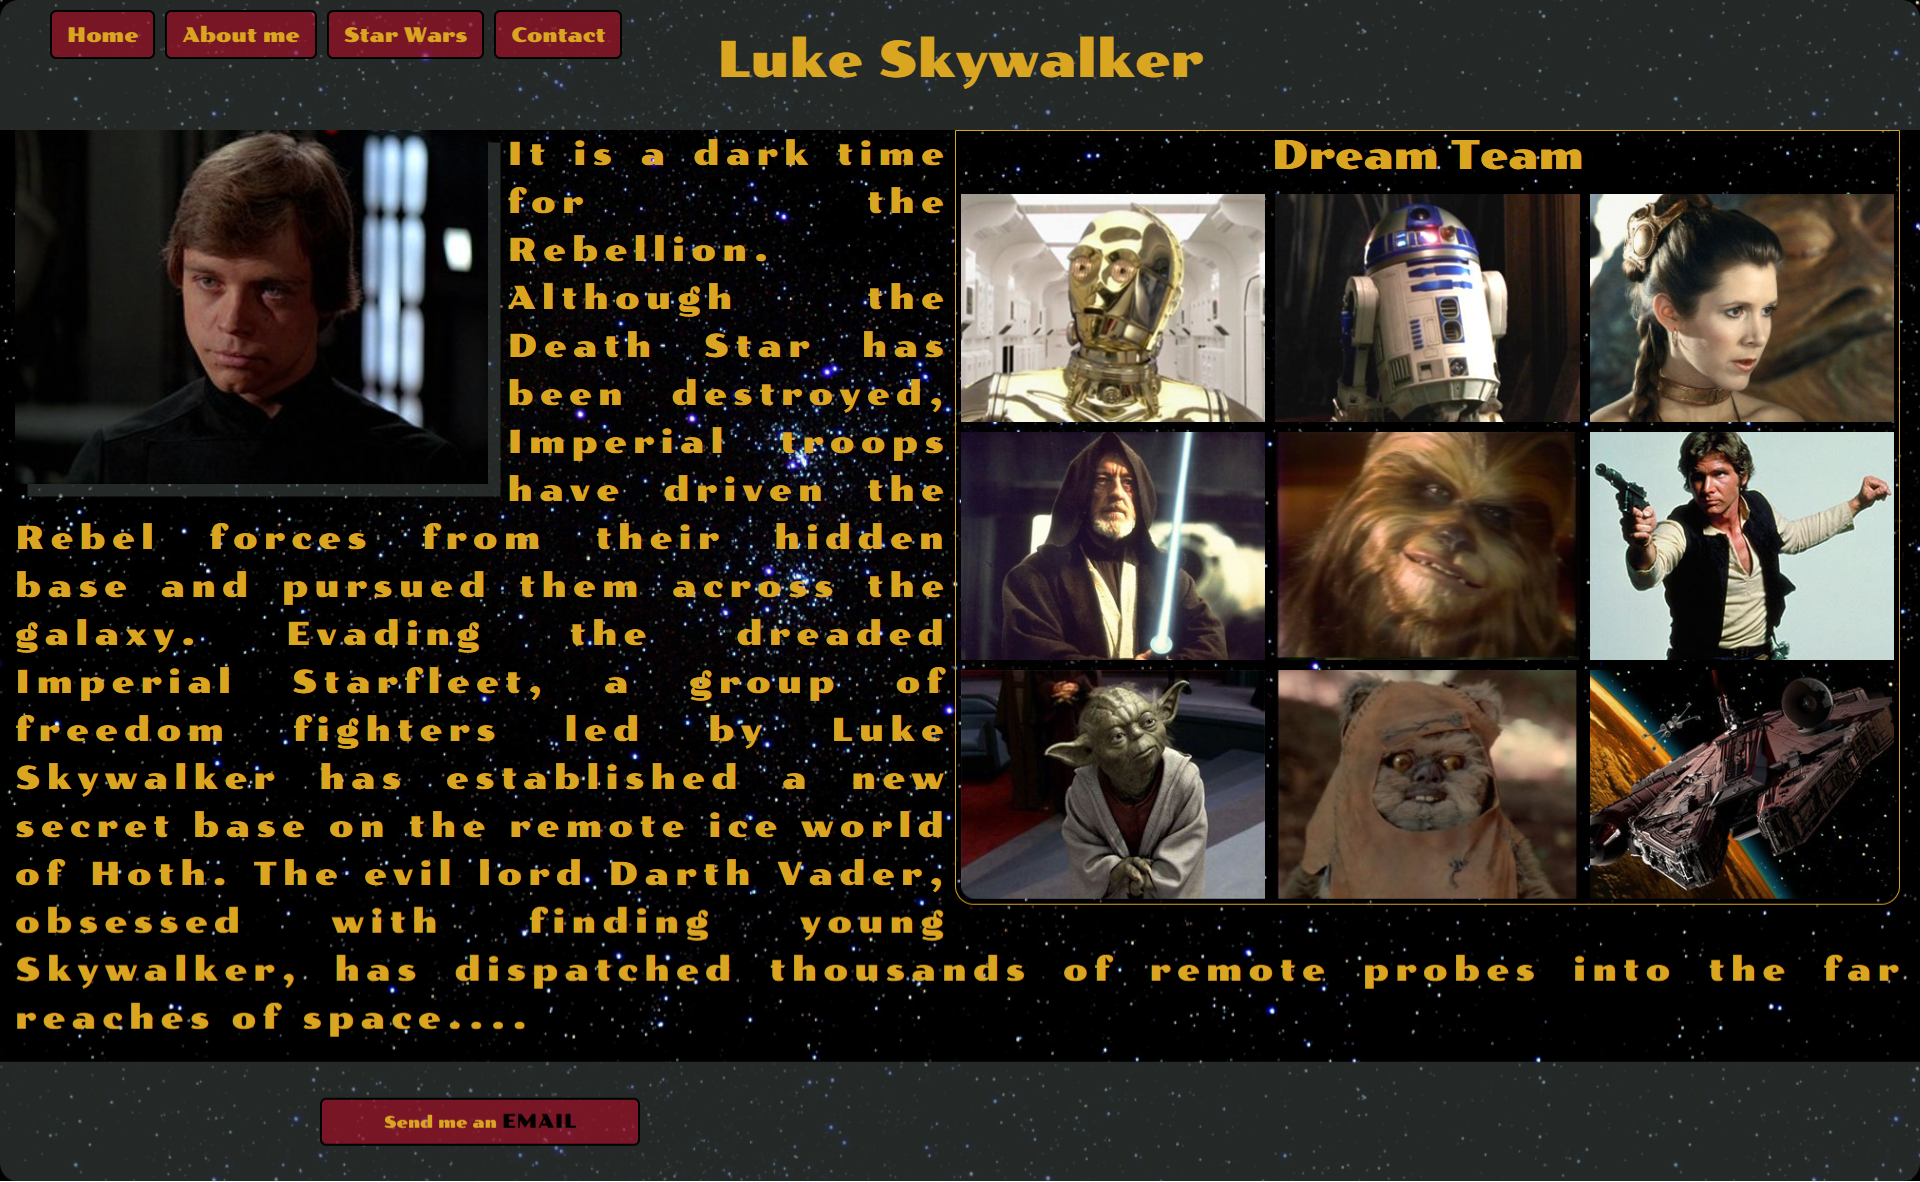 Home
About me
Star Wars
Contact
Luke Skywalker
It is a dark time
for the
Rebellion.
Although the
Death Star has
been destroyed,
Imperial troops
have driven the
Rebel forces from their hidden
base and pursued them across the
galaxy. Evading the dreaded
Imperial Starfleet, a group of
freedom fighters led by Luke
Skywalker has established a new
secret base on the remote ice world
of Hoth. The evil lord Darth Vader,
obsessed with finding young
Skywalker, has dispatched thousands of remote probes into the far
reaches of space....
Dream Team
Send me an EMAIL